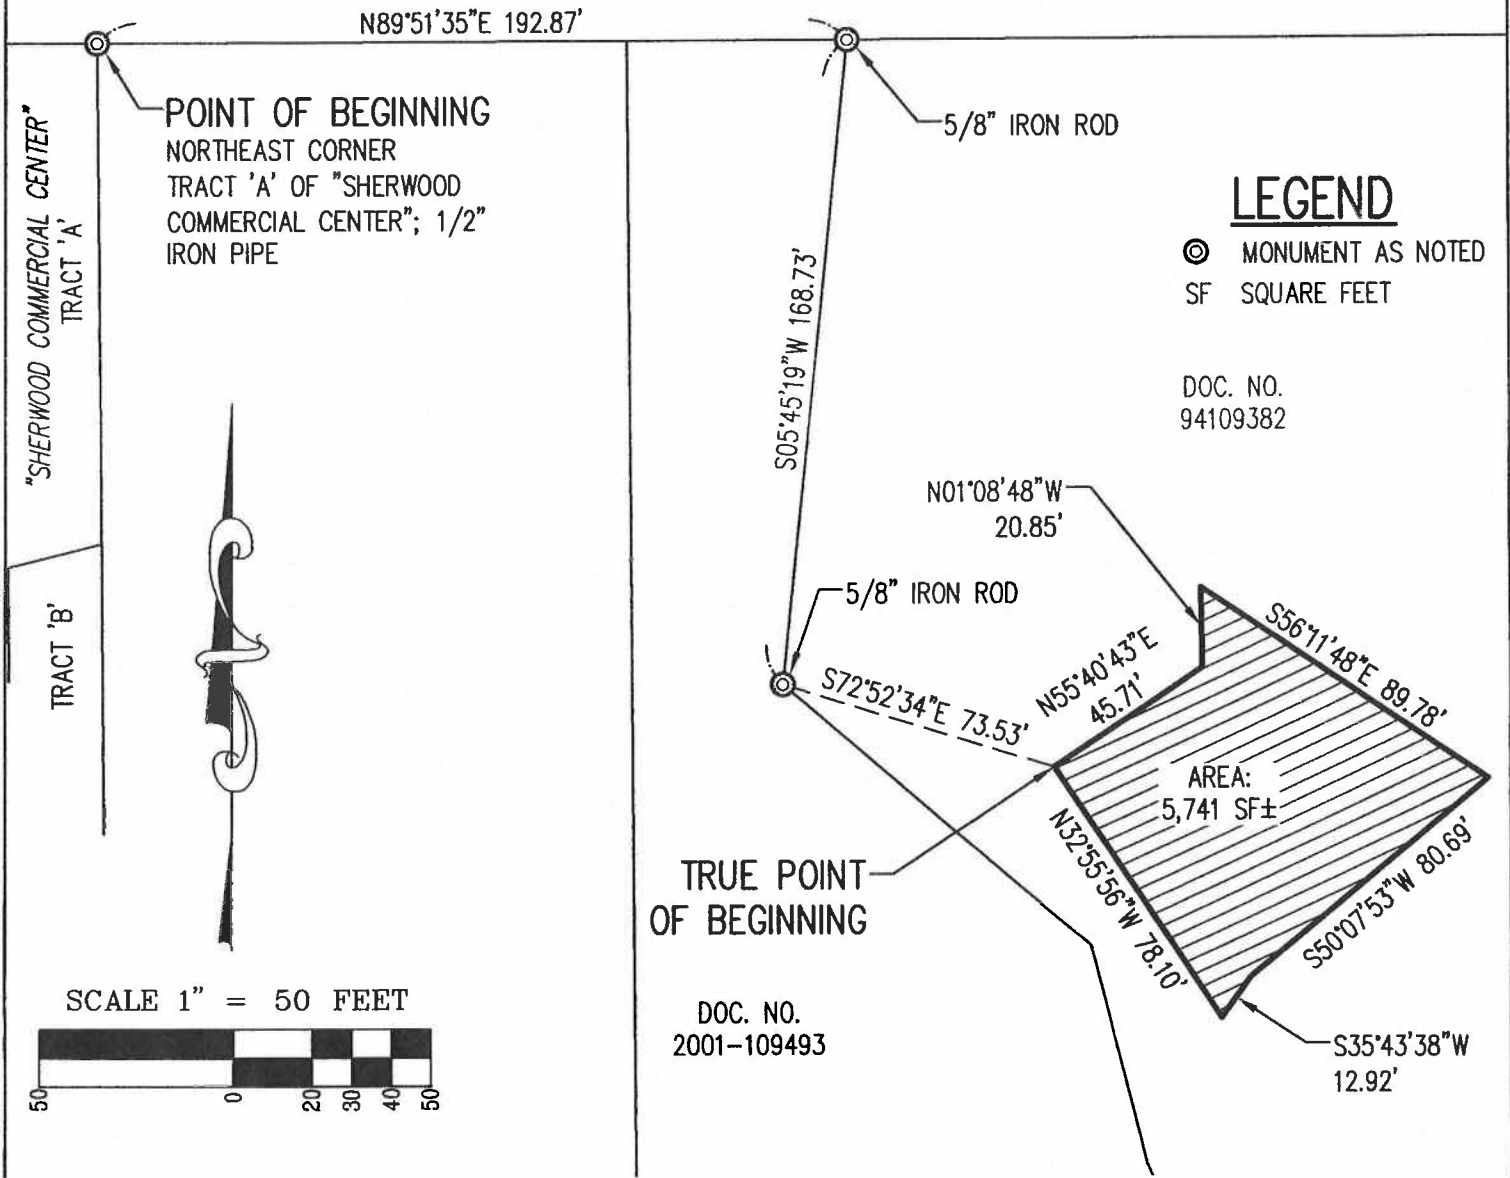 N89°51'35"E 192.87'
POINT OF BEGINNING
NORTHEAST CORNER
TRACT 'A' OF "SHERWOOD
COMMERCIAL CENTER"; 1/2"
IRON PIPE
"SHERWOOD COMMERCIAL CENTER"
TRACT 'A'
TRACT 'B'
5/8" IRON ROD
LEGEND
MONUMENT AS NOTED
SF SQUARE FEET
DOC. NO.
94109382
S05°45'19"W 168.73'
N01°08'48"W
20.85'
5/8" IRON ROD
S72°52'34"E 73.53'
N55°40'43"E
45.71'
S56°11'48"E 89.78'
AREA:
5,741 SF±
N32°55'56"W 78.10'
S50°07'53"W 80.69'
S35°43'38"W
12.92'
TRUE POINT
OF BEGINNING
DOC. NO.
2001-109493
SCALE 1" = 50 FEET
50 0 20 30 40 50